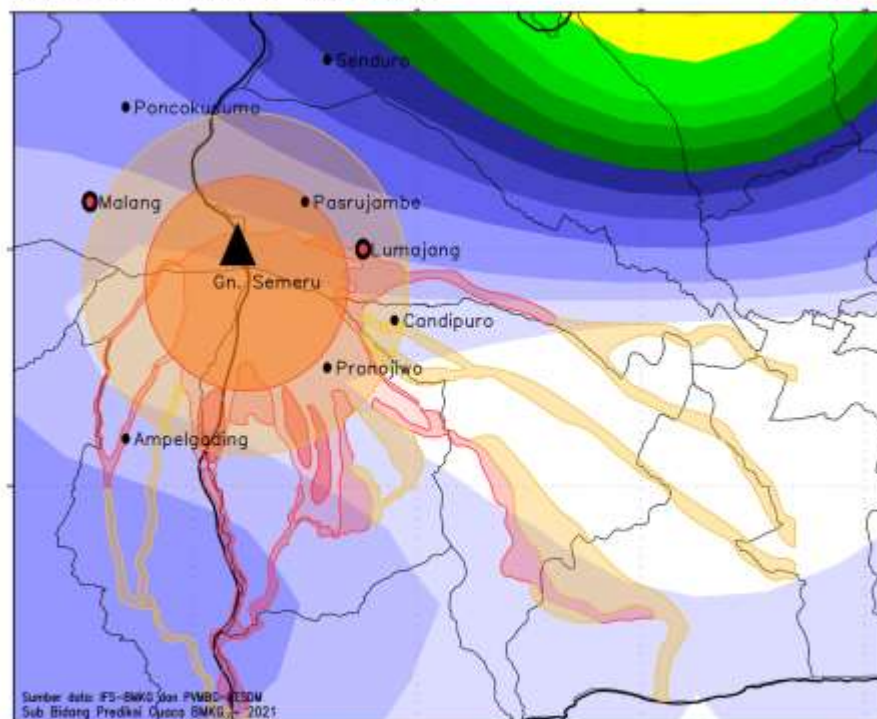 Senduro
Poncokusumo
Malang
Pasrujambe
Lumajang
Gn. Semeru
Candipuro
Pronojiwo
Ampelgading
Sumber data: IFS-BMKG dan PVMBG-KESDM
Sub Bidang Prediksi Cuaca BMKG - 2021